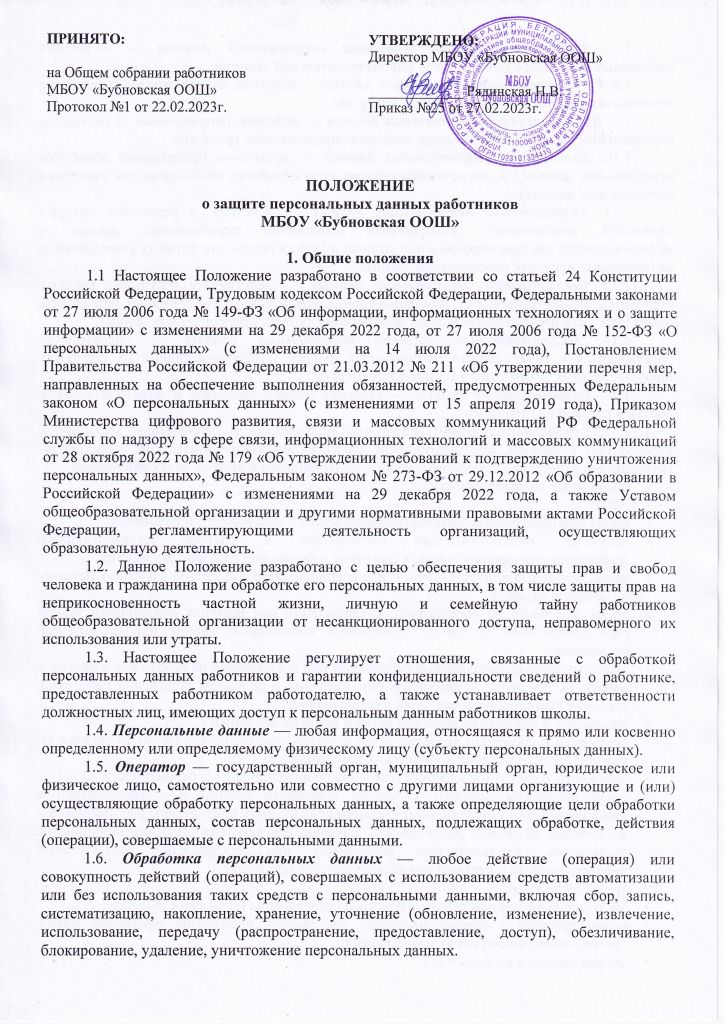 ПРИНЯТО:
на Общем собрании работников
МБОУ «Бубновская ООШ»
Протокол №1 от 22.02.2023г.
УТВЕРЖДЕНО:
Директор МБОУ «Бубновская ООШ»
Рядинская Н.В.
Приказ №25 от 27.02.2023г.
МБОУ
"Бубновская ООШ"
ПОЛОЖЕНИЕ
о защите персональных данных работников
МБОУ «Бубновская ООШ»
1. Общие положения
1.1 Настоящее Положение разработано в соответствии со статьей 24 Конституции
Российской Федерации, Трудовым кодексом Российской Федерации, Федеральными законами
от 27 июля 2006 года № 149-ФЗ «Об информации, информационных технологиях и о защите
информации» с изменениями на 29 декабря 2022 года, от 27 июля 2006 года № 152-ФЗ «О
персональных данных» (с изменениями на 14 июля 2022 года), Постановлением
Правительства Российской Федерации от 21.03.2012 № 211 «Об утверждении перечня мер,
направленных на обеспечение выполнения обязанностей, предусмотренных Федеральным
законом «О персональных данных» (с изменениями от 15 апреля 2019 года), Приказом
Министерства цифрового развития, связи и массовых коммуникаций РФ Федеральной
службы по надзору в сфере связи, информационных технологий и массовых коммуникаций
от 28 октября 2022 года № 179 «Об утверждении требований к подтверждению уничтожения
персональных данных», Федеральным законом № 273-ФЗ от 29.12.2012 «Об образовании в
Российской Федерации» с изменениями на 29 декабря 2022 года, а также Уставом
общеобразовательной организации и другими нормативными правовыми актами Российской
Федерации, регламентирующими деятельность организаций, осуществляющих
образовательную деятельность.
1.2. Данное Положение разработано с целью обеспечения защиты прав и свобод
человека и гражданина при обработке его персональных данных, в том числе защиты прав на
неприкосновенность частной жизни, личную и семейную тайну работников
общеобразовательной организации от несанкционированного доступа, неправомерного их
использования или утраты.
1.3. Настоящее Положение регулирует отношения, связанные с обработкой
персональных данных работников и гарантии конфиденциальности сведений о работнике,
предоставленных работником работодателю, а также устанавливает ответственности
должностных лиц, имеющих доступ к персональным данным работников школы.
1.4. Персональные данные — любая информация, относящаяся к прямо или косвенно
определенному или определяемому физическому лицу (субъекту персональных данных).
1.5. Оператор — государственный орган, муниципальный орган, юридическое или
физическое лицо, самостоятельно или совместно с другими лицами организующие и (или)
осуществляющие обработку персональных данных, а также определяющие цели обработки
персональных данных, состав персональных данных, подлежащих обработке, действия
(операции), совершаемые с персональными данными.
1.6. Обработка персональных данных — любое действие (операция) или
совокупность действий (операций), совершаемых с использованием средств автоматизации
или без использования таких средств с персональными данными, включая сбор, запись,
систематизацию, накопление, хранение, уточнение (обновление, изменение), извлечение,
использование, передачу (распространение, предоставление, доступ), обезличивание,
блокирование, удаление, уничтожение персональных данных.